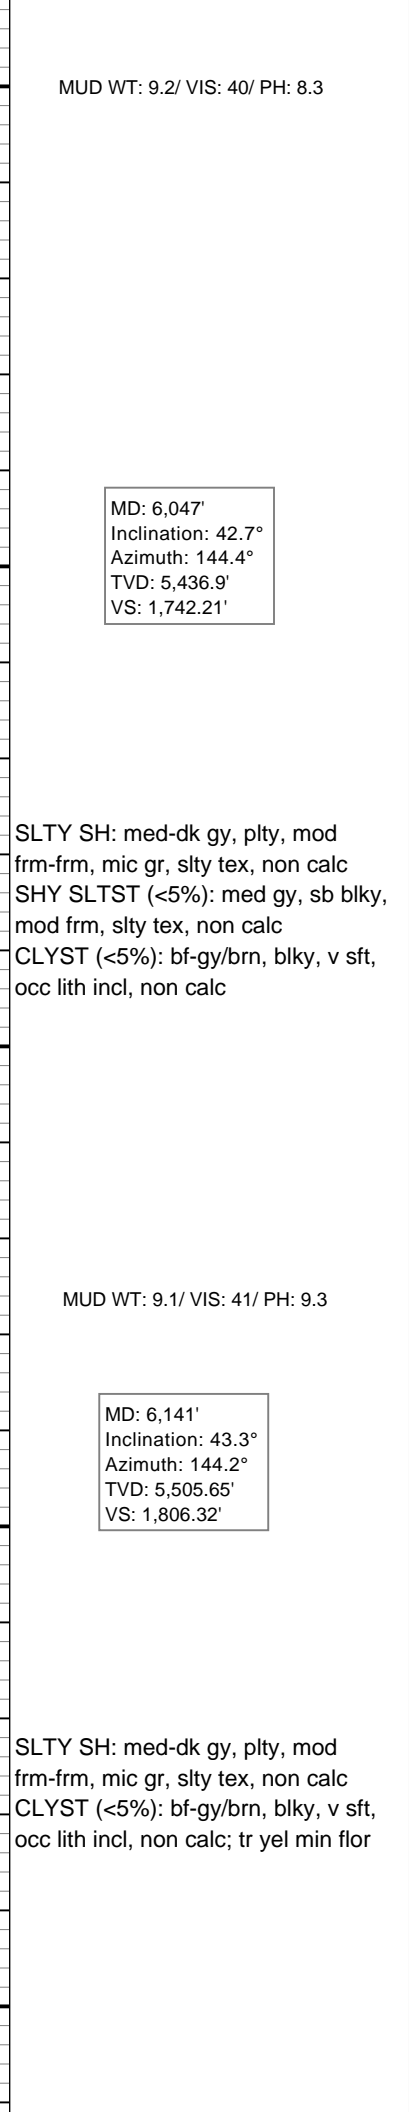 MUD WT: 9.2/ VIS: 40/ PH: 8.3
MD: 6,047'
Inclination: 42.7°
Azimuth: 144.4°
TVD: 5,436.9'
VS: 1,742.21'
SLTY SH: med-dk gy, plty, mod
frm-frm, mic gr, slty tex, non calc
SHY SLTST (<5%): med gy, sb blky,
mod frm, slty tex, non calc
CLYST (<5%): bf-gy/brn, blky, v sft,
occ lith incl, non calc
MUD WT: 9.1/ VIS: 41/ PH: 9.3
MD: 6,141'
Inclination: 43.3°
Azimuth: 144.2°
TVD: 5,505.65'
VS: 1,806.32'
SLTY SH: med-dk gy, plty, mod
frm-frm, mic gr, slty tex, non calc
CLYST (<5%): bf-gy/brn, blky, v sft,
occ lith incl, non calc; tr yel min flor